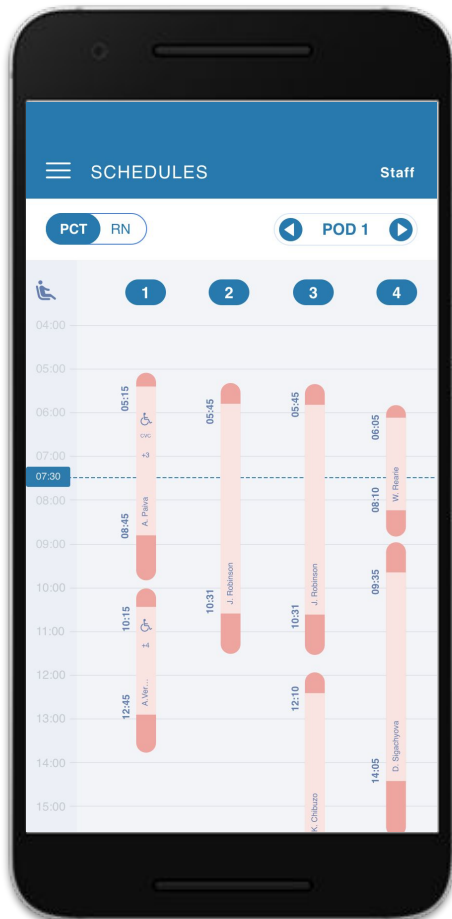 SCHEDULES
Staff
PCT
RN
POD 1
1
2
3
4
04:00
05:00
06:00
07:00
07:30
08:00
09:00
10:00
11:00
12:00
13:00
14:00
15:00
05:15
CVC
+3
A. Paiva
08:45
10:15
A.Ver...
12:45
05:45
J. Robinson
10:31
05:45
J. Robinson
10:31
12:10
K. Chibuzo
06:05
W. Rearie
08:10
09:35
D. Sigachyova
14:05